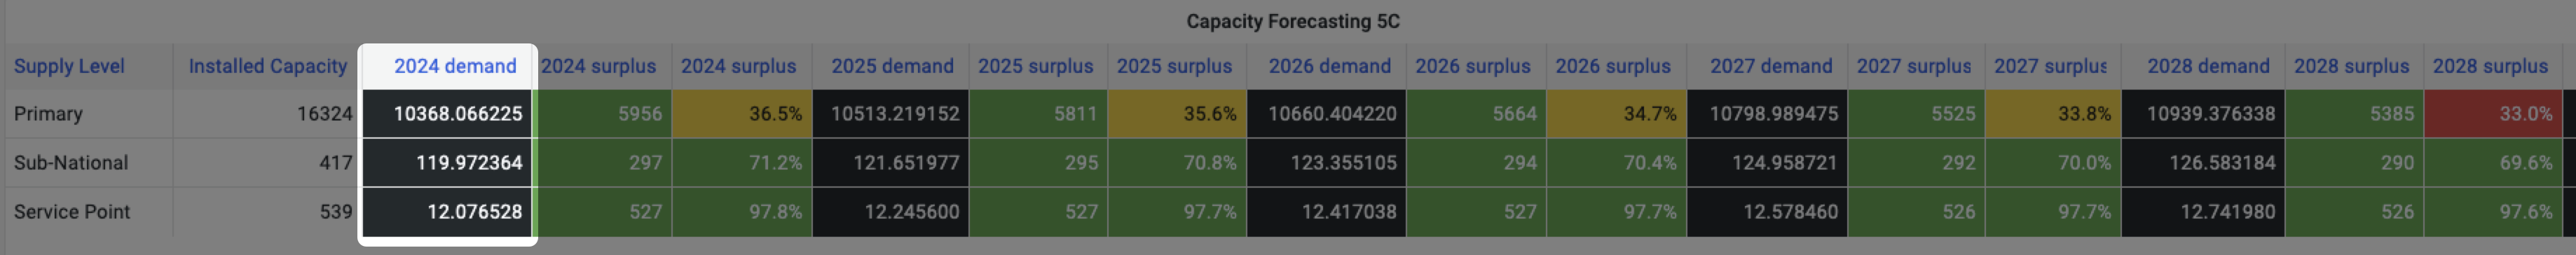 Capacity Forecasting 5C
Supply Level Installed Capacity 2024 demand 2024 surplus 2024 surplus 2025 demand 2025 surplus 2025 surplus 2026 demand 2026 surplus 2026 surplus 2027 demand 2027 surplus 2027 surplus 2028 demand 2028 surplus 2028 surplus
Primary 16324 10368.066225 5956 36.5% 10513.219152 5811 35.6% 10660.404220 5664 34.7% 10798.989475 5525 33.8% 10939.376338 5385 33.0%
Sub-National 417 119.972364 297 71.2% 121.651977 295 70.8% 123.355105 294 70.4% 124.958721 292 70.0% 126.583184 290 69.6%
Service Point 539 12.076528 527 97.8% 12.245600 527 97.7% 12.417038 527 97.7% 12.578460 526 97.7% 12.741980 526 97.6%